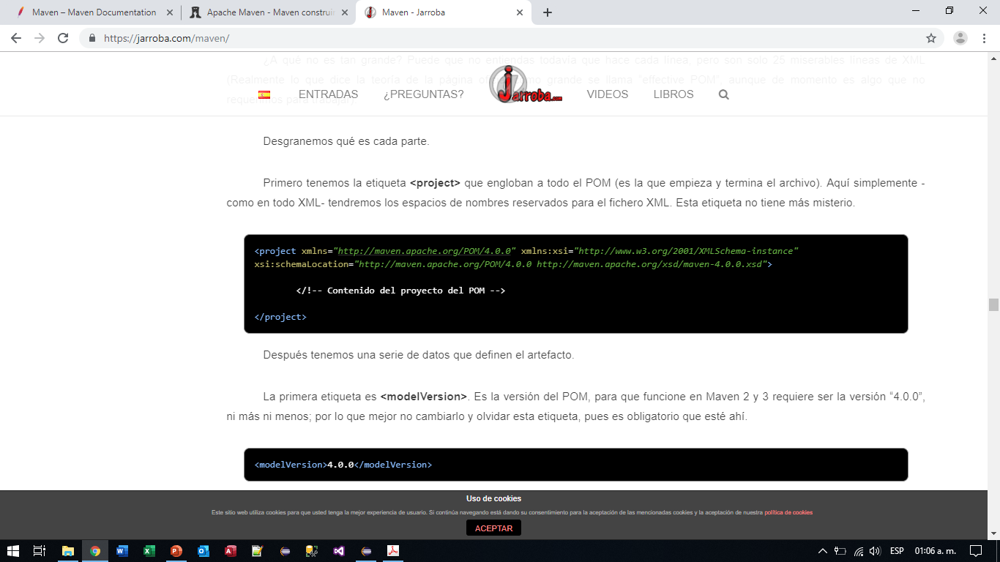 Maven – Maven Documentation
Apache Maven - Maven construir
Maven - Jarroba
https://jarroba.com/maven/
¿A qué no es tan grande? Puede que no entiendas todavía que hace cada línea, pero son solo 25 miserables líneas de XML
(Realmente lo que dice la teoría de la página grande se llama "effective POM", aunque de momento es algo que no
para trabajar).
ENTRADAS ¿PREGUNTAS? Jarroba.com VIDEOS LIBROS
Desgranemos qué es cada parte.
Primero tenemos la etiqueta <project> que engloban a todo el POM (es la que empieza y termina el archivo). Aquí simplemente -
como en todo XML- tendremos los espacios de nombres reservados para el fichero XML. Esta etiqueta no tiene más misterio.
<project xmlns="http://maven.apache.org/POM/4.0.0" xmlns:xsi="http://www.w3.org/2001/XMLSchema-instance"
xsi:schemaLocation="http://maven.apache.org/POM/4.0.0 http://maven.apache.org/xsd/maven-4.0.0.xsd">
</!-- Contenido del proyecto del POM -->
</project>
Después tenemos una serie de datos que definen el artefacto.
La primera etiqueta es <modelVersion>. Es la versión del POM, para que funcione en Maven 2 y 3 requiere ser la versión “4.0.0”,
ni más ni menos; por lo que mejor no cambiarlo y olvidar esta etiqueta, pues es obligatorio que esté ahí.
<modelVersion>4.0.0</modelVersion>
Uso de cookies
Este sitio web utiliza cookies para que usted tenga la mejor experiencia de usuario. Si continúa navegando está dando su consentimiento para la aceptación de las mencionadas cookies y la aceptación de nuestra política de cookies
ACEPTAR
ESP 01:06 a. m.